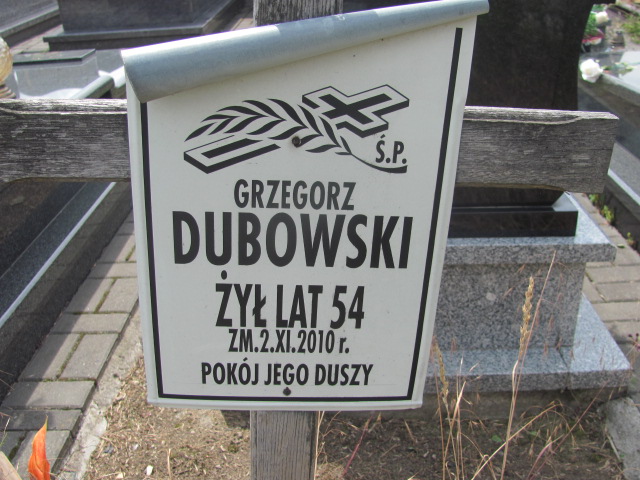 Ś.P.
GRZEGORZ
DUBOWSKI
ŻYŁ LAT 54
ZM.2.XI.2010 r.
POKÓJ JEGO DUSZY